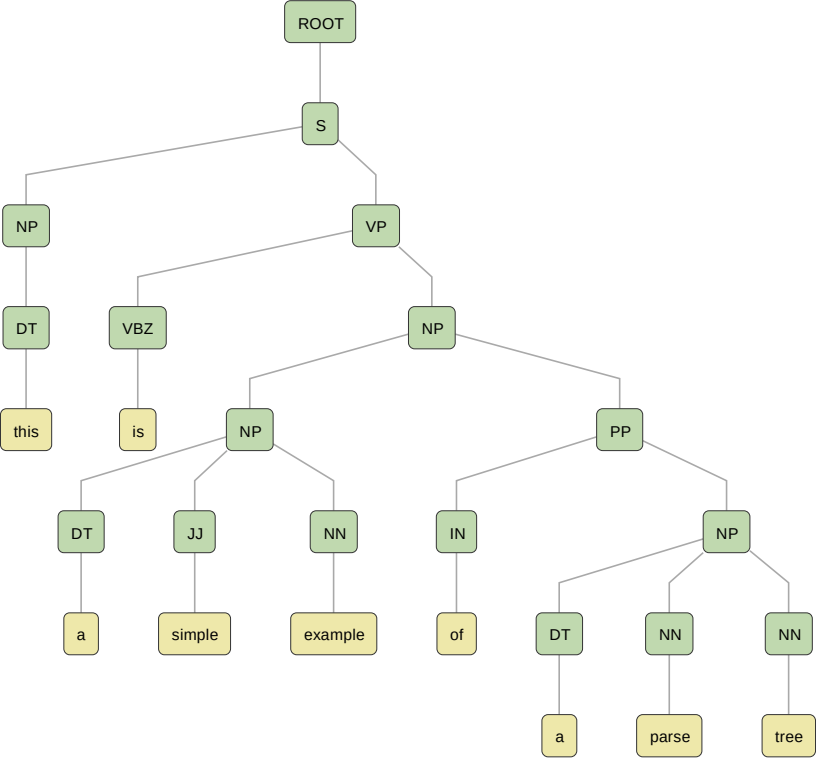 ROOT
S
NP VP
DT VBZ NP
this is NP PP
DT JJ NN IN NP
a simple example of DT NN NN
a parse tree